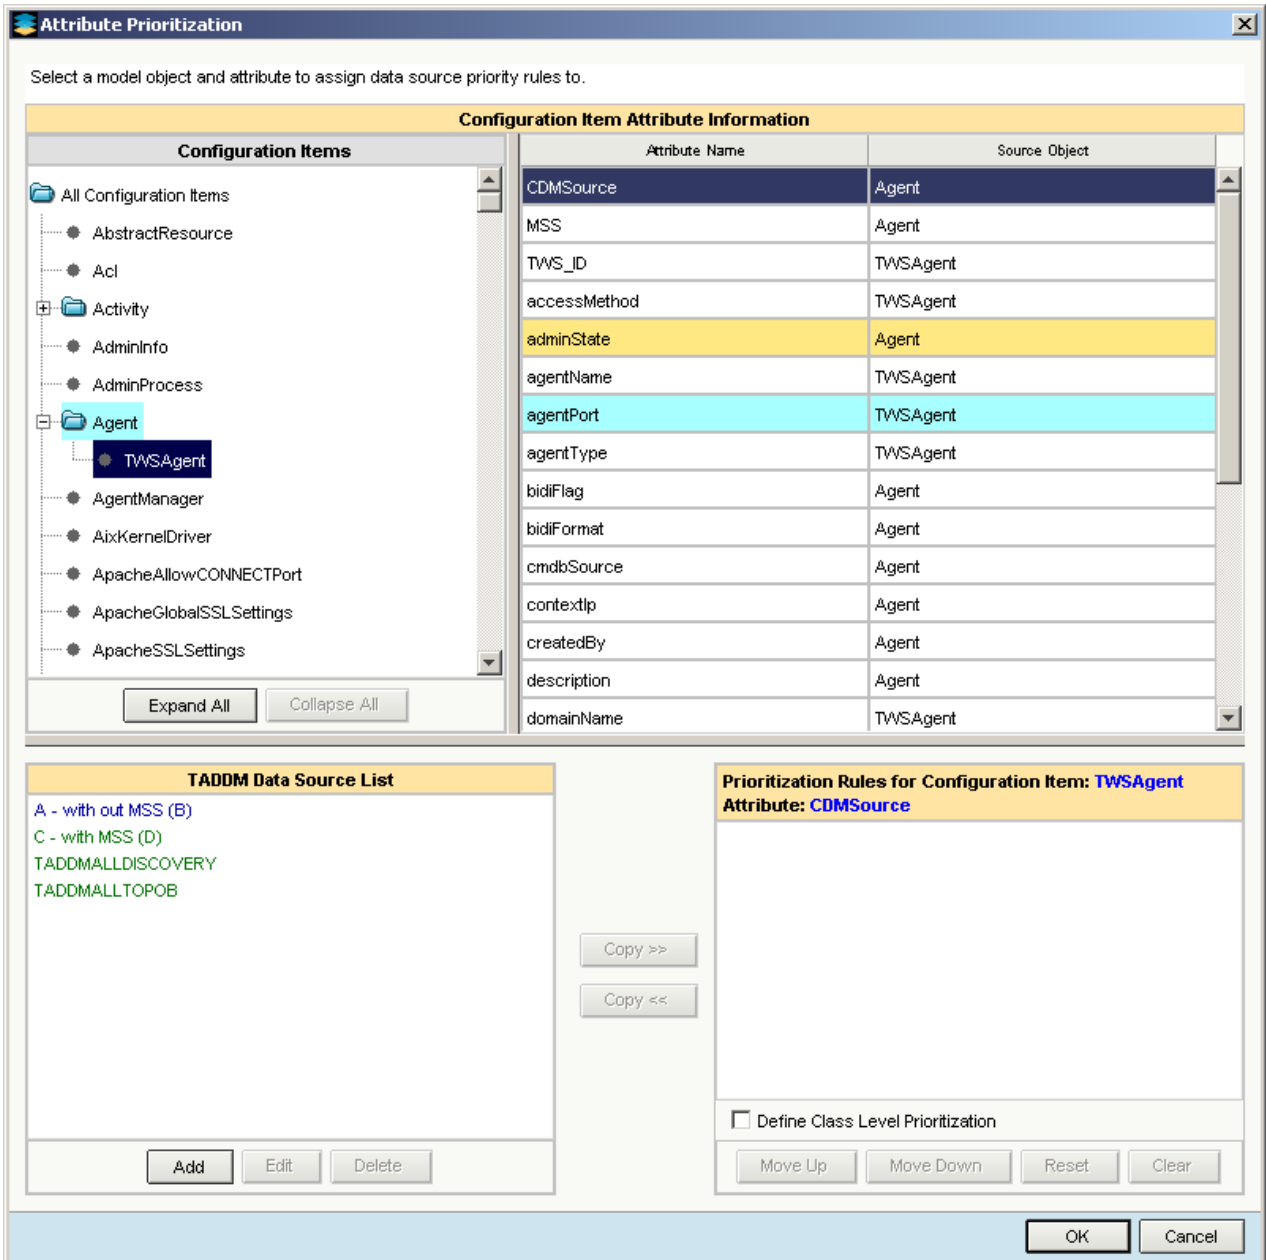 Attribute Prioritization
Select a model object and attribute to assign data source priority rules to.
Configuration Item Attribute Information
Configuration Items
All Configuration Items
AbstractResource
Acl
Activity
AdminInfo
AdminProcess
Agent
TWSAgent
AgentManager
AixKernelDriver
ApacheAllowCONNECTPort
ApacheGlobalSSLSettings
ApacheSSLSettings
Expand All Collapse All
Attribute Name Source Object
CDMSource Agent
MSS Agent
TWS_ID TWSAgent
accessMethod TWSAgent
adminState Agent
agentName TWSAgent
agentPort TWSAgent
agentType TWSAgent
bidiFlag Agent
bidiFormat Agent
cmdbSource Agent
contextIp Agent
createdBy Agent
description Agent
domainName TWSAgent
TADDM Data Source List
A - with out MSS (B)
C - with MSS (D)
TADDMALLDISCOVERY
TADDMALLTOPOB
Add Edit Delete
Copy >>
Copy <<
Prioritization Rules for Configuration Item: TWSAgent
Attribute: CDMSource
Define Class Level Prioritization
Move Up Move Down Reset Clear
OK Cancel